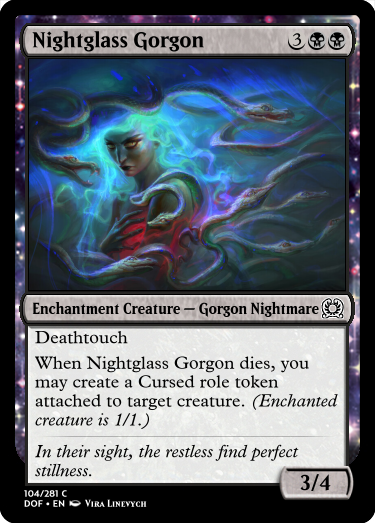 Nightglass Gorgon 3
Enchantment Creature — Gorgon Nightmare
Deathtouch
When Nightglass Gorgon dies, you
may create a Cursed role token
attached to target creature. (Enchanted
creature is 1/1.)
In their sight, the restless find perfect
stillness.
3/4
104/281 C
DOF • EN Vira Linevych